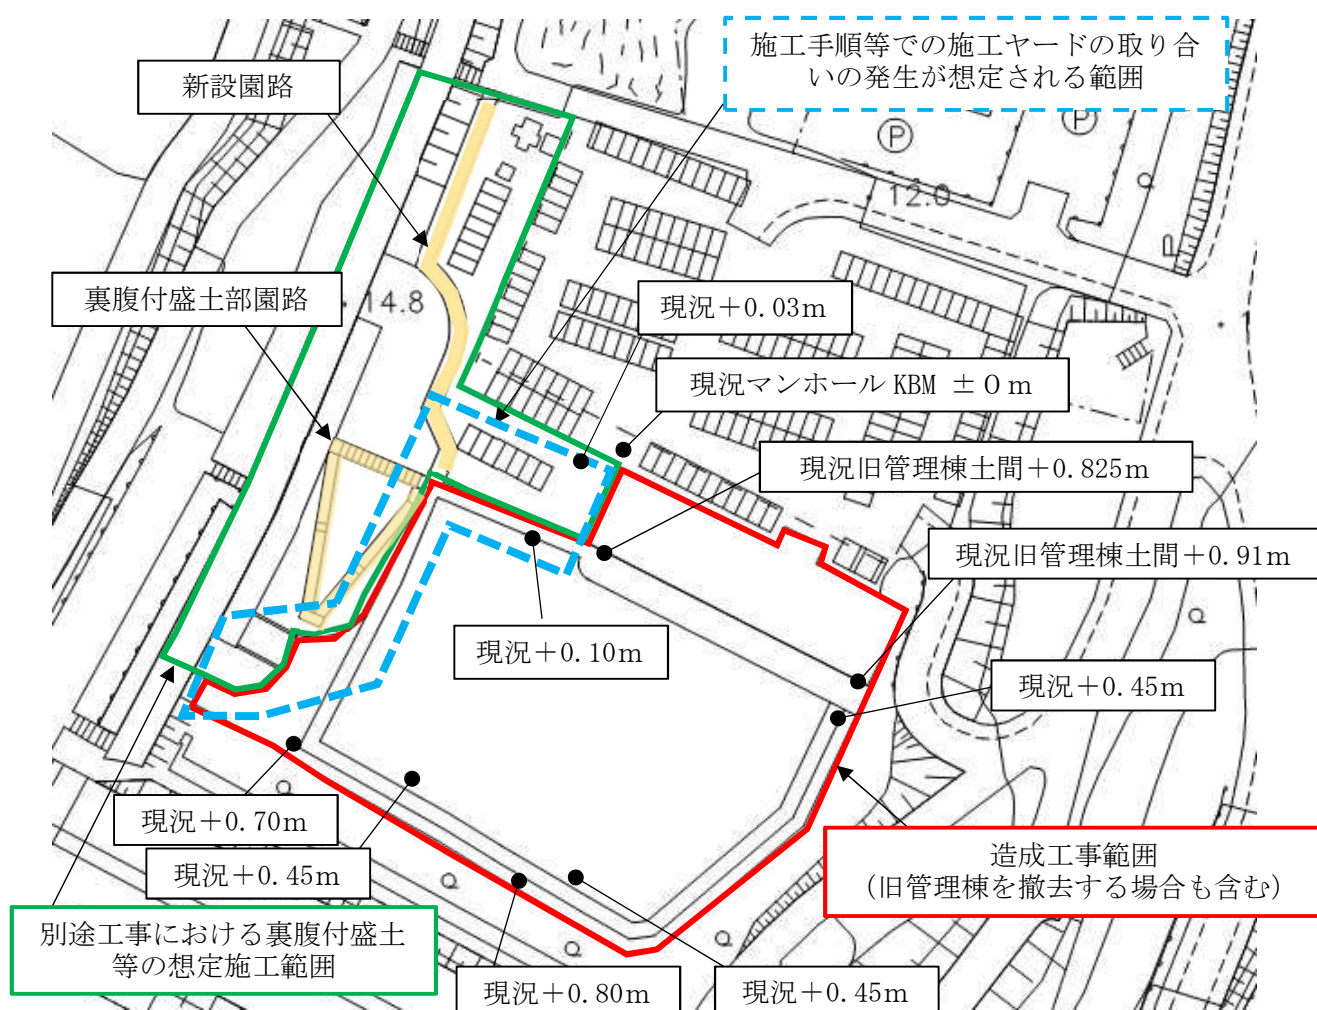 施工手順等での施工ヤードの取り合
いの発生が想定される範囲
新設園路
P
P
12.0
裏腹付盛土部園路
14.8
現況＋0.03m
現況マンホール KBM ±０ｍ
現況旧管理棟土間＋0.825m
現況旧管理棟土間＋0.91m
現況＋0.10m
現況＋0.45m
現況＋0.70m
現況＋0.45m
造成工事範囲
（旧管理棟を撤去する場合も含む）
別途工事における裏腹付盛土
等の想定施工範囲
現況＋0.80m
現況＋0.45m